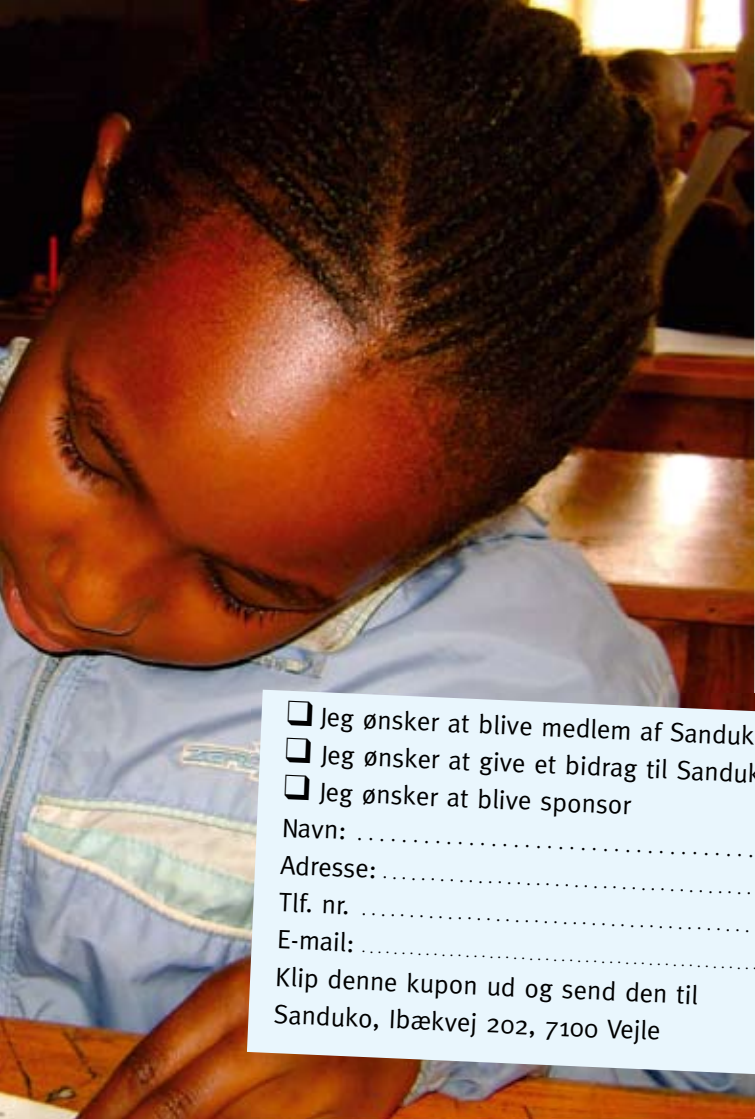 ❑ Jeg ønsker at blive medlem af Sanduk
❑ Jeg ønsker at give et bidrag til Sanduk
❑ Jeg ønsker at blive sponsor
Navn: ........................................
Adresse: ........................................
Tlf. nr. ........................................
E-mail: ........................................
Klip denne kupon ud og send den til
Sanduko, Ibækvej 202, 7100 Vejle